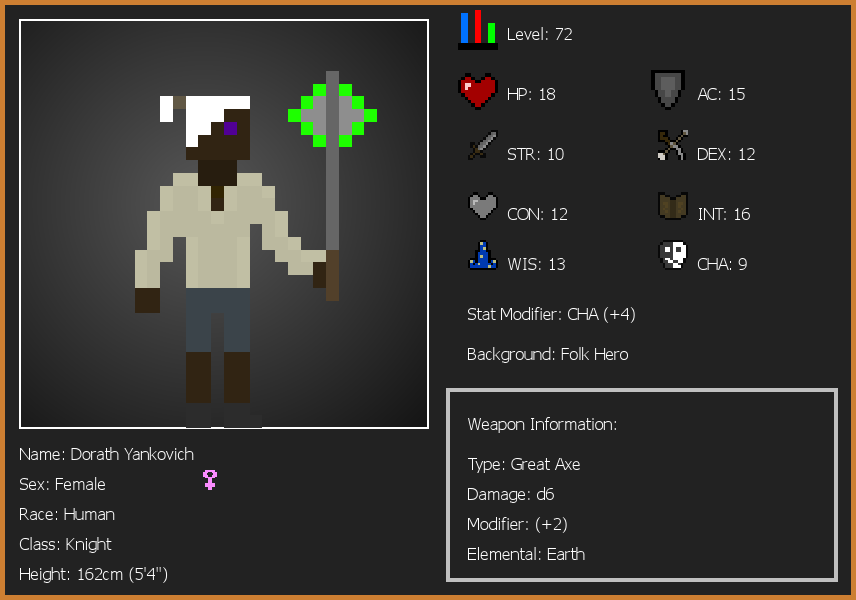 Level: 72
HP: 18
AC: 15
STR: 10
DEX: 12
CON: 12
INT: 16
WIS: 13
CHA: 9
Stat Modifier: CHA (+4)
Background: Folk Hero
Weapon Information:
Type: Great Axe
Damage: d6
Modifier: (+2)
Elemental: Earth
Name: Dorath Yankovich
Sex: Female
Race: Human
Class: Knight
Height: 162cm (5'4")